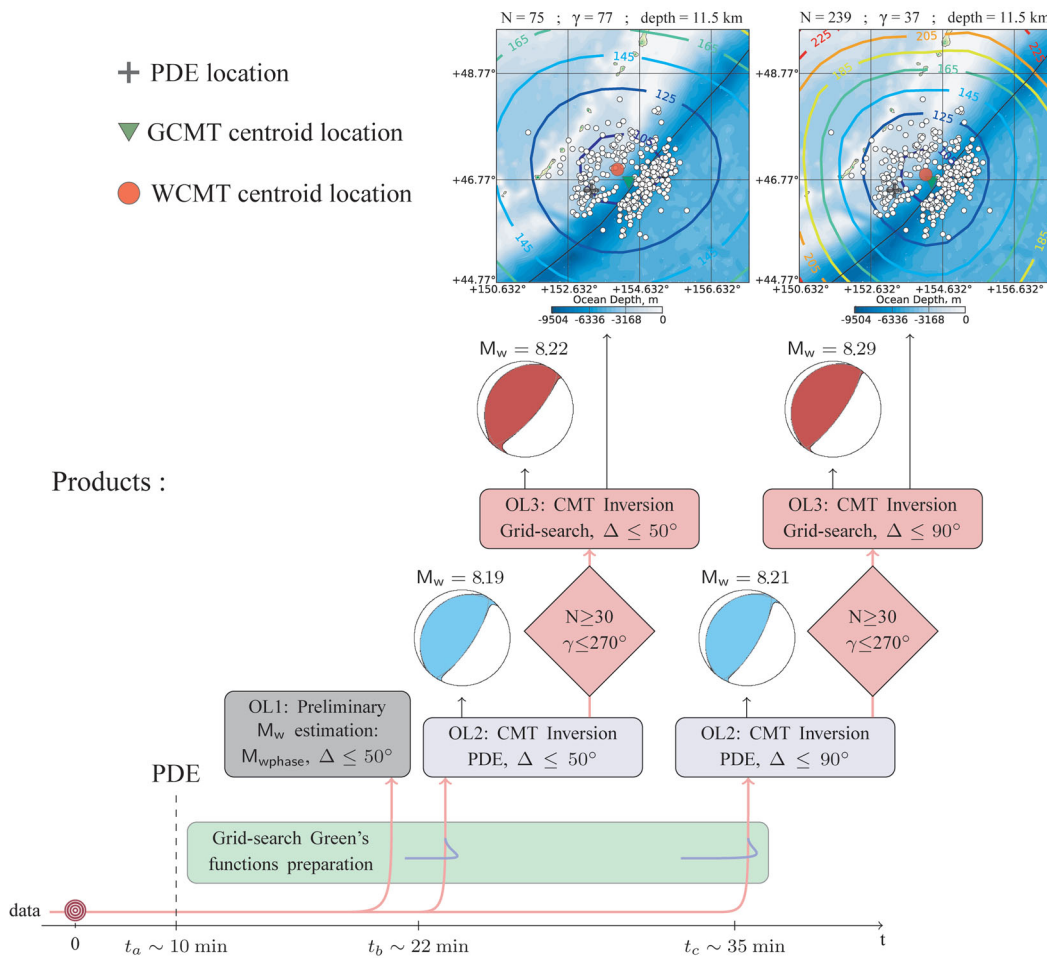 N = 75 ; γ = 77 ; depth = 11.5 km
N = 239 ; γ = 37 ; depth = 11.5 km
PDE location
GCMT centroid location
WCMT centroid location
165
165
145
125
105
145
145
+48.77°
+46.77°
+44.77°
+150.632°
+152.632°
+154.632°
+156.632°
Ocean Depth, m
-9504 -6336 -3168 0
225
205
225
165
145
125
185
205
+48.77°
+46.77°
+44.77°
+150.632°
+152.632°
+154.632°
+156.632°
Ocean Depth, m
-9504 -6336 -3168 0
Mw = 8.22
Mw = 8.29
Products :
OL3: CMT Inversion
Grid-search, Δ ≤ 50°
OL3: CMT Inversion
Grid-search, Δ ≤ 90°
Mw = 8.19
N≥30
γ≤270°
Mw = 8.21
N≥30
γ≤270°
OL1: Preliminary
Mw estimation:
Mwphase, Δ ≤ 50°
OL2: CMT Inversion
PDE, Δ ≤ 50°
OL2: CMT Inversion
PDE, Δ ≤ 90°
PDE
Grid-search Green's
functions preparation
data
0
ta ∼ 10 min
tb ∼ 22 min
tc ∼ 35 min
t